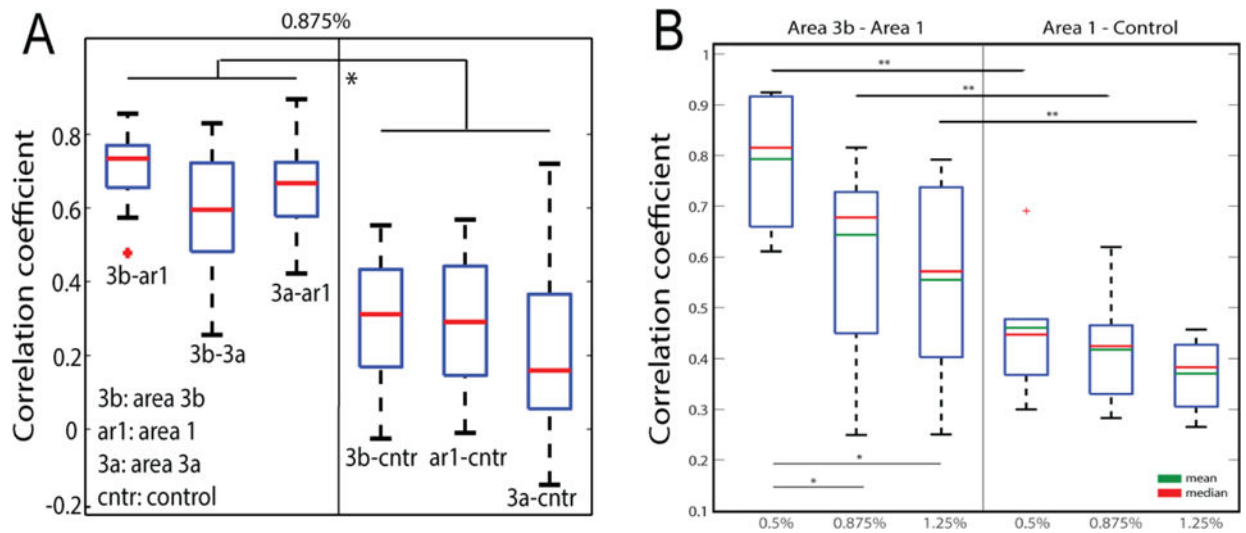 A
0.875%
Correlation coefficient
0.8
0.6
0.4
0.2
0
-0.2
*
3b-ar1
3b-3a
3a-ar1
3b-cntr
ar1-cntr
3a-cntr
3b: area 3b
ar1: area 1
3a: area 3a
cntr: control
B
Area 3b - Area 1
Area 1 - Control
Correlation coefficient
1
0.9
0.8
0.7
0.6
0.5
0.4
0.3
0.2
0.1
**
**
**
*
*
mean
median
0.5%
0.875%
1.25%
0.5%
0.875%
1.25%